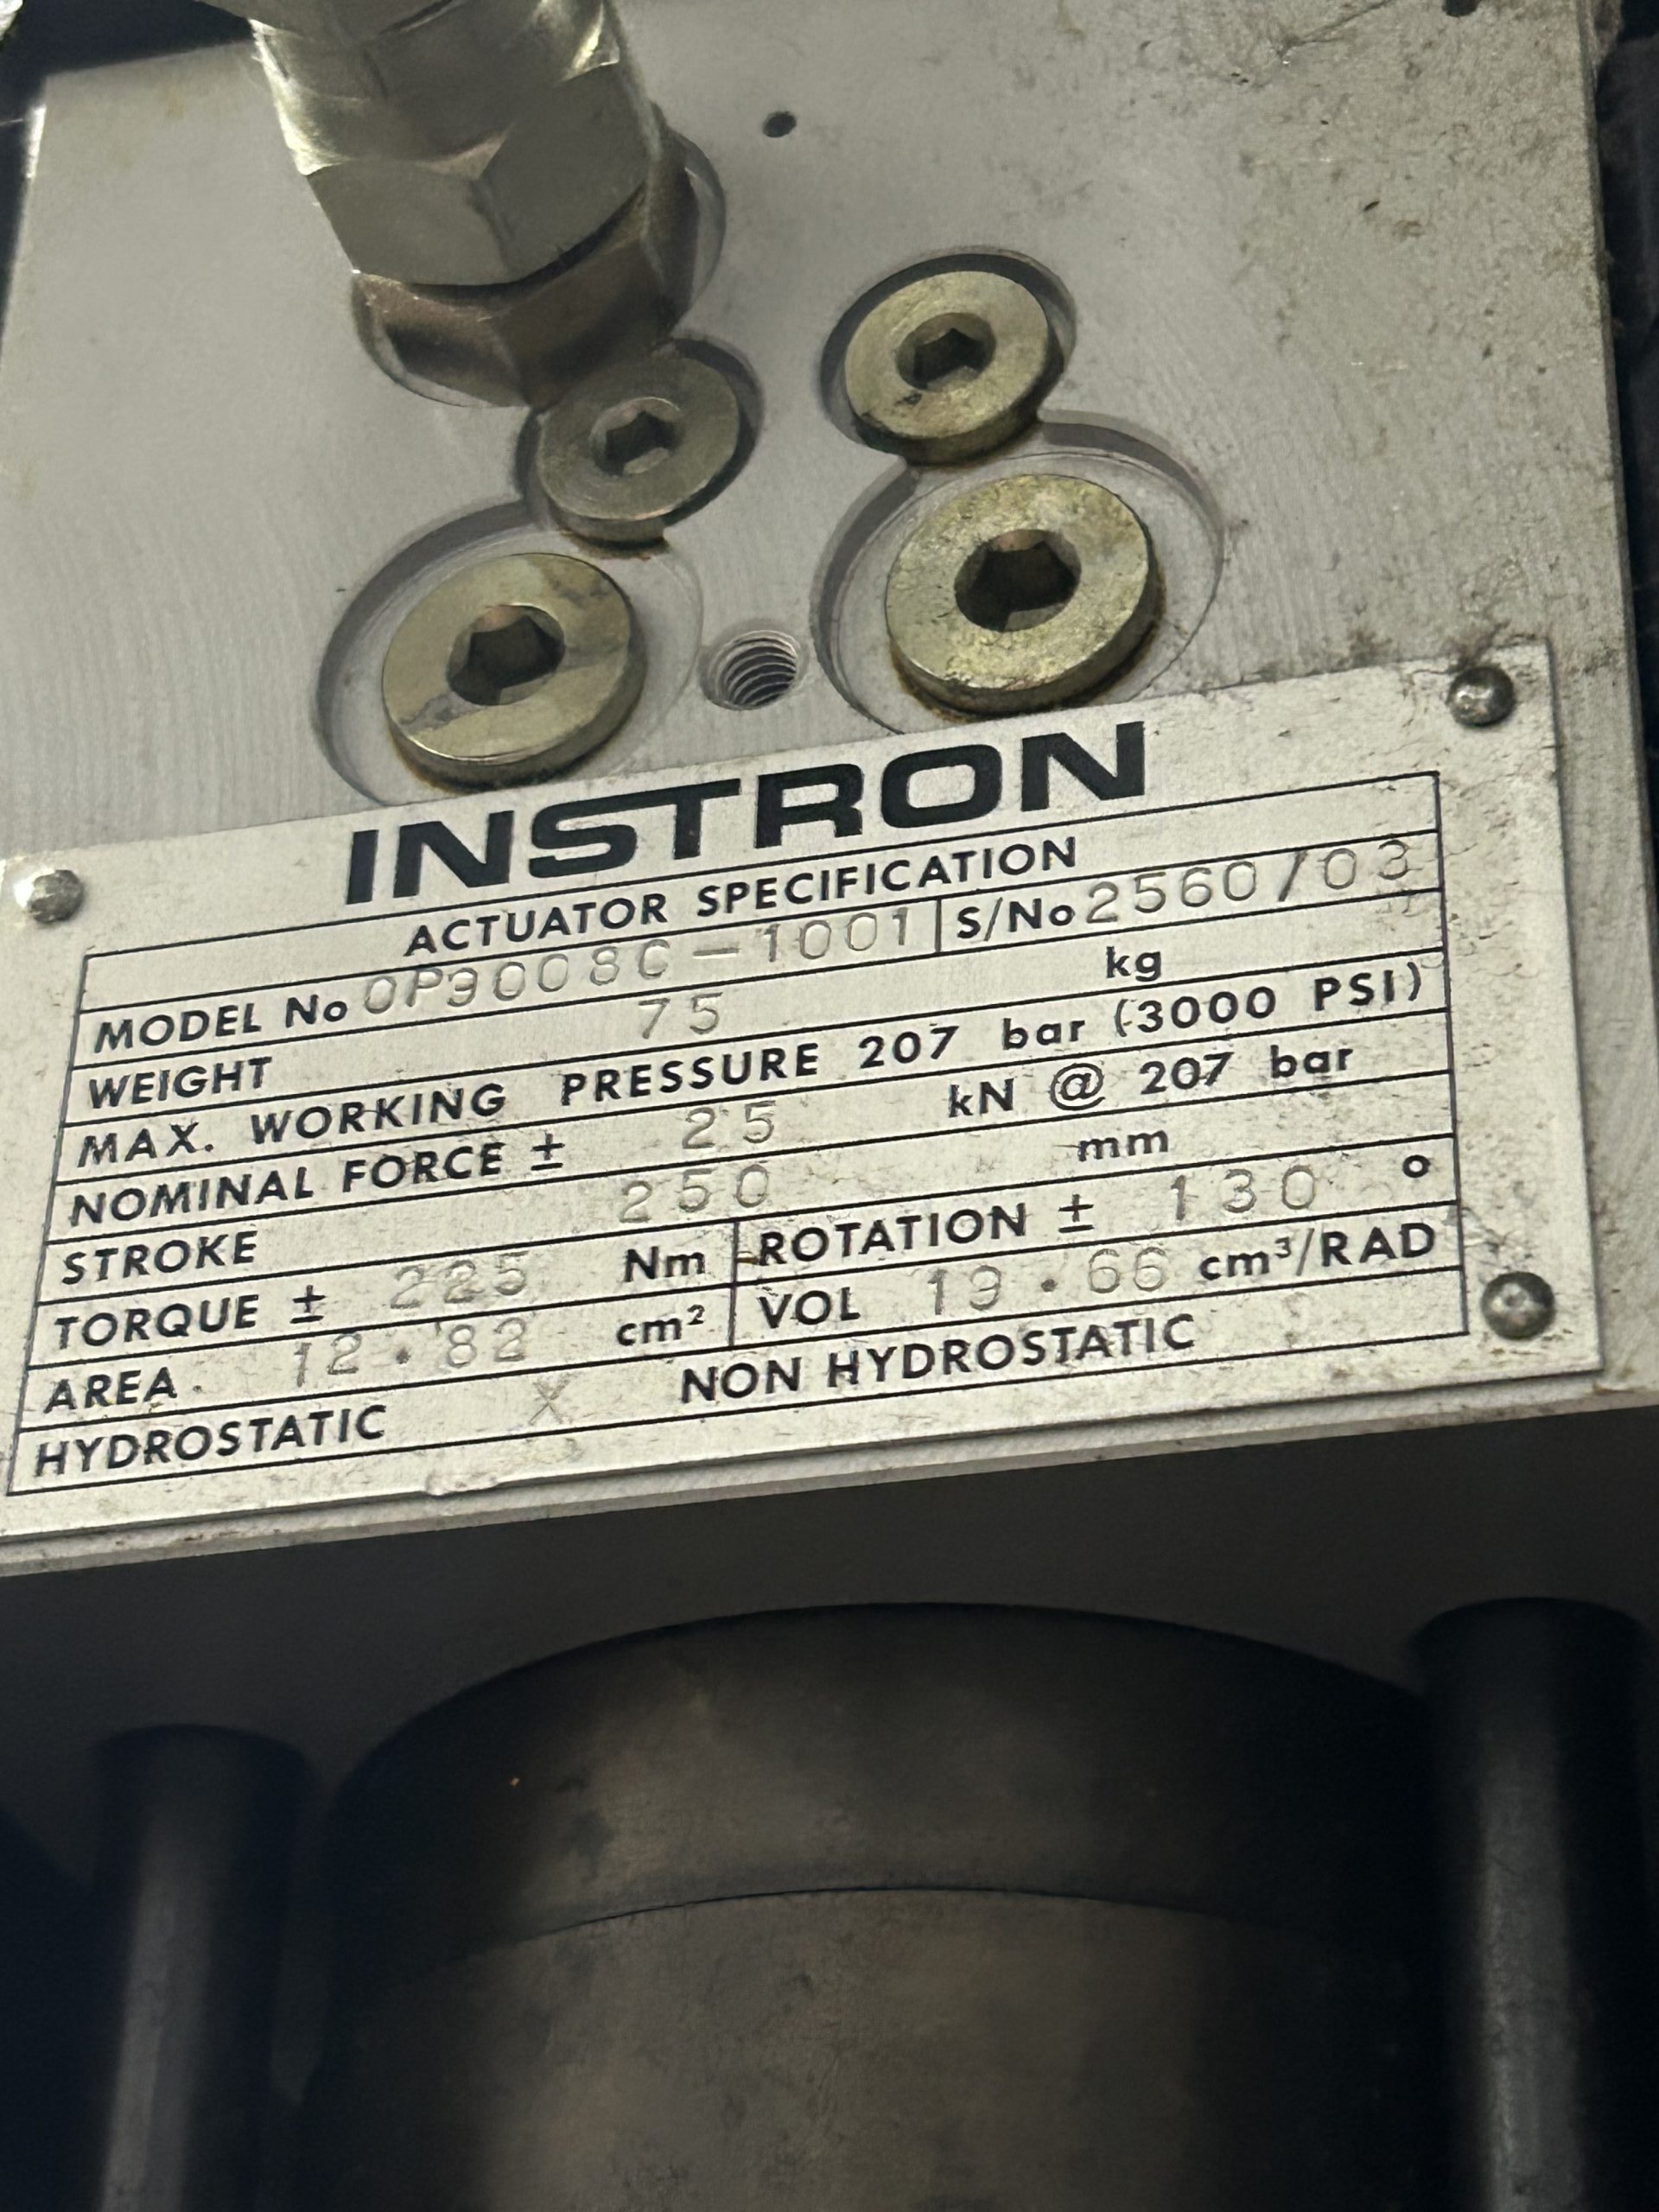 INSTRON
ACTUATOR SPECIFICATION
MODEL No OP9008C-1001 S/No 2560/03
WEIGHT 75 kg
MAX. WORKING PRESSURE 207 bar (3000 PSI)
NOMINAL FORCE ± 25 kN @ 207 bar
STROKE 250 mm
TORQUE ± 225 Nm ROTATION ± 130 °
AREA 12.82 cm² VOL 19.66 cm³/RAD
HYDROSTATIC X NON HYDROSTATIC